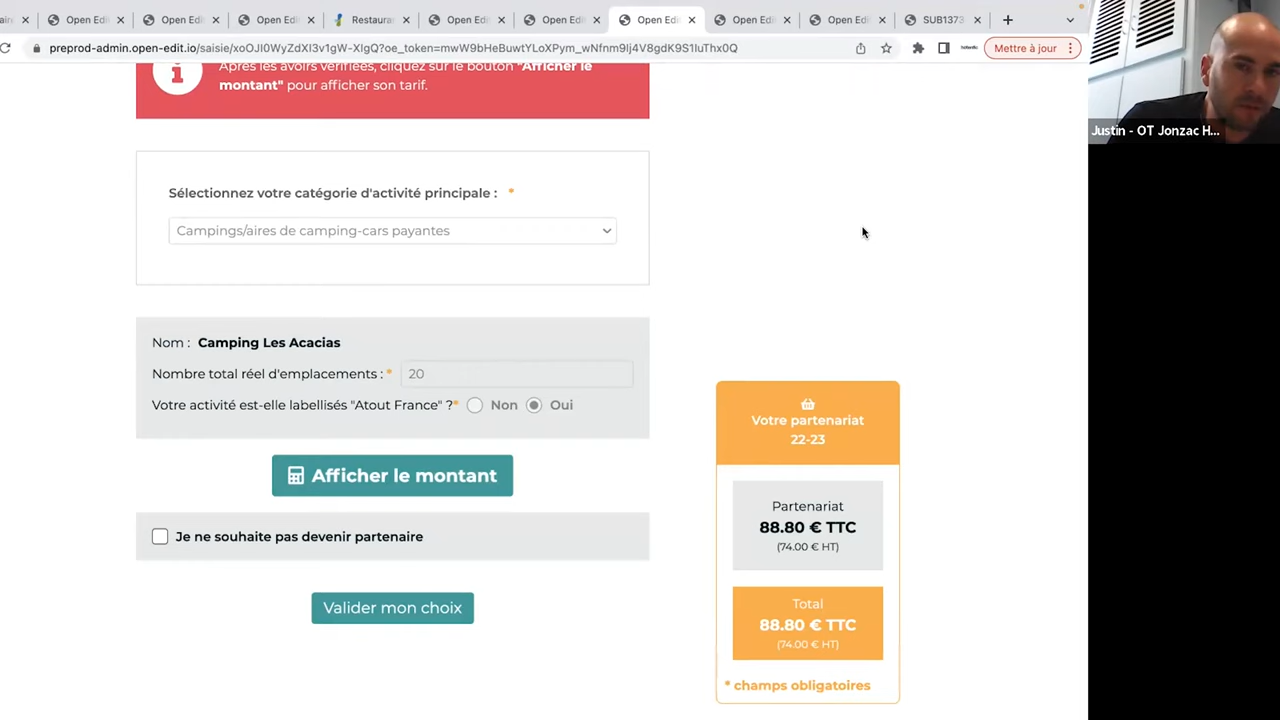 Open Edi
Open Edi
Open Edi
Restaura
Open Edi
Open Edi
Open Edi
Open Edi
Open Edi
SUB1373
preprod-admin.open-edit.io/saisie/xoOJI0WyZdXI3v1gW-XIgQ?oe_token=mwW9bHeBuwtYLoXPym_wNfnm9Ij4V8gdK9S1IuThx0Q
Mettre à jour
Après les avoirs vérifiées, cliquez sur le bouton "Afficher le
montant" pour afficher son tarif.
Sélectionnez votre catégorie d'activité principale : *
Campings/aires de camping-cars payantes
Nom : Camping Les Acacias
Nombre total réel d'emplacements : * 20
Votre activité est-elle labellisés "Atout France" ?* Non Oui
Afficher le montant
Je ne souhaite pas devenir partenaire
Valider mon choix
Votre partenariat
22-23
Partenariat
88.80 € TTC
(74.00 € HT)
Total
88.80 € TTC
(74.00 € HT)
* champs obligatoires
Justin - OT Jonzac H...